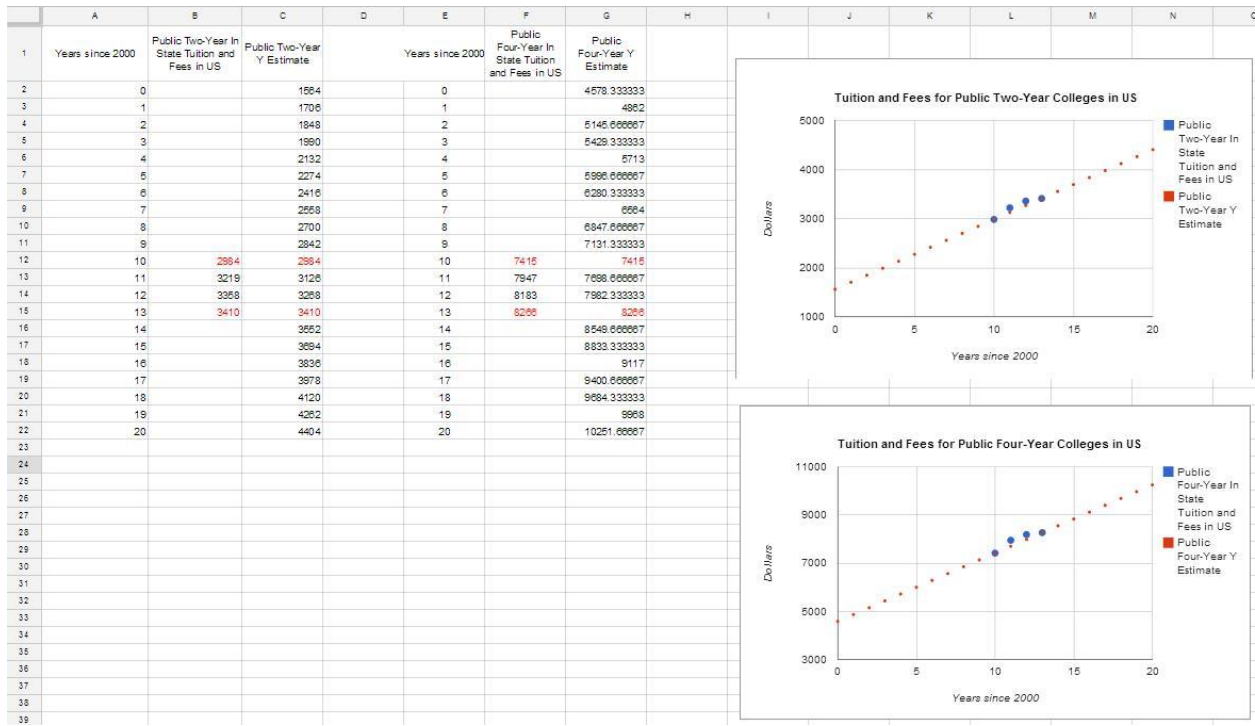 A B C D E F G H I J K L M N
1 Years since 2000 Public Two-Year In State Tuition and Fees in US Public Two-Year Y Estimate Years since 2000 Public Four-Year In State Tuition and Fees in US Public Four-Year Y Estimate
2 0 1564 0 4578.333333
3 1 1706 1 4862
4 2 1848 2 5145.666667
5 3 1990 3 5429.333333
6 4 2132 4 5713
7 5 2274 5 5996.666667
8 6 2416 6 6280.333333
9 7 2558 7 6564
10 8 2700 8 6847.666667
11 9 2842 9 7131.333333
12 10 2984 2984 10 7415 7415
13 11 3219 3126 11 7947 7698.666667
14 12 3358 3268 12 8183 7982.333333
15 13 3410 3410 13 8266 8266
16 14 3552 14 8549.666667
17 15 3694 15 8833.333333
18 16 3836 16 9117
19 17 3978 17 9400.666667
20 18 4120 18 9684.333333
21 19 4262 19 9968
22 20 4404 20 10251.66667
23
24
25
26
27
28
29
30
31
32
33
34
35
36
37
38
39
Tuition and Fees for Public Two-Year Colleges in US
5000
4000
3000
2000
1000
Dollars
0 5 10 15 20
Years since 2000
Public
Two-Year In
State
Tuition and
Fees in US
Public
Two-Year Y
Estimate
Tuition and Fees for Public Four-Year Colleges in US
11000
9000
7000
5000
3000
Dollars
0 5 10 15 20
Years since 2000
Public
Four-Year In
State
Tuition and
Fees in US
Public
Four-Year Y
Estimate